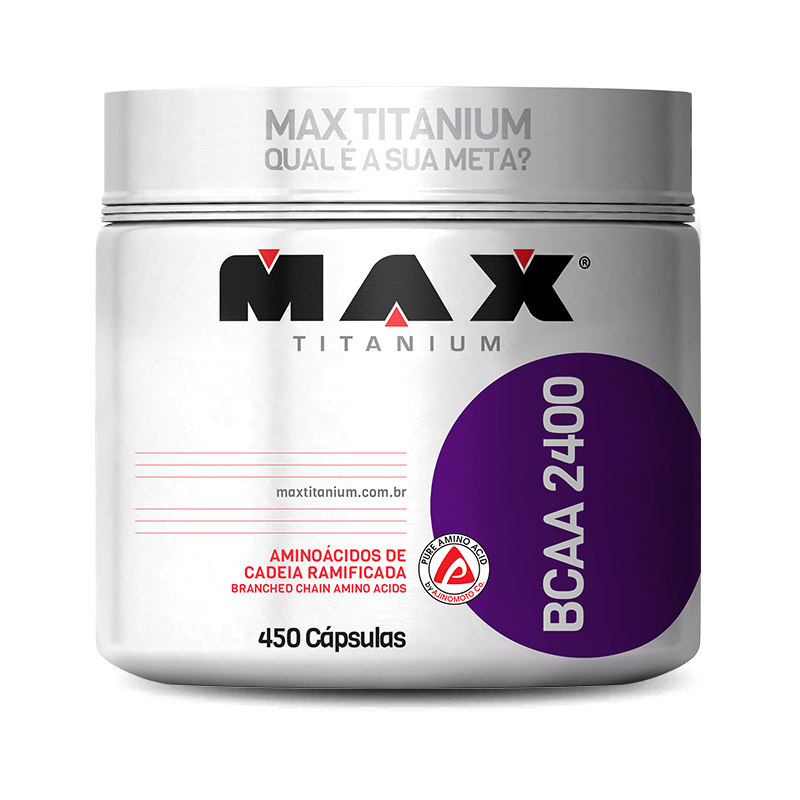 MAX TITANIUM
QUAL É A SUA META?
MAX®
TITANIUM
BCAA 2400
maxtitanium.com.br
AMINOÁCIDOS DE
CADEIA RAMIFICADA
BRANCHED CHAIN AMINO ACIDS
PURE AMINO ACID
by AJINOMOTO Co.
450 Cápsulas